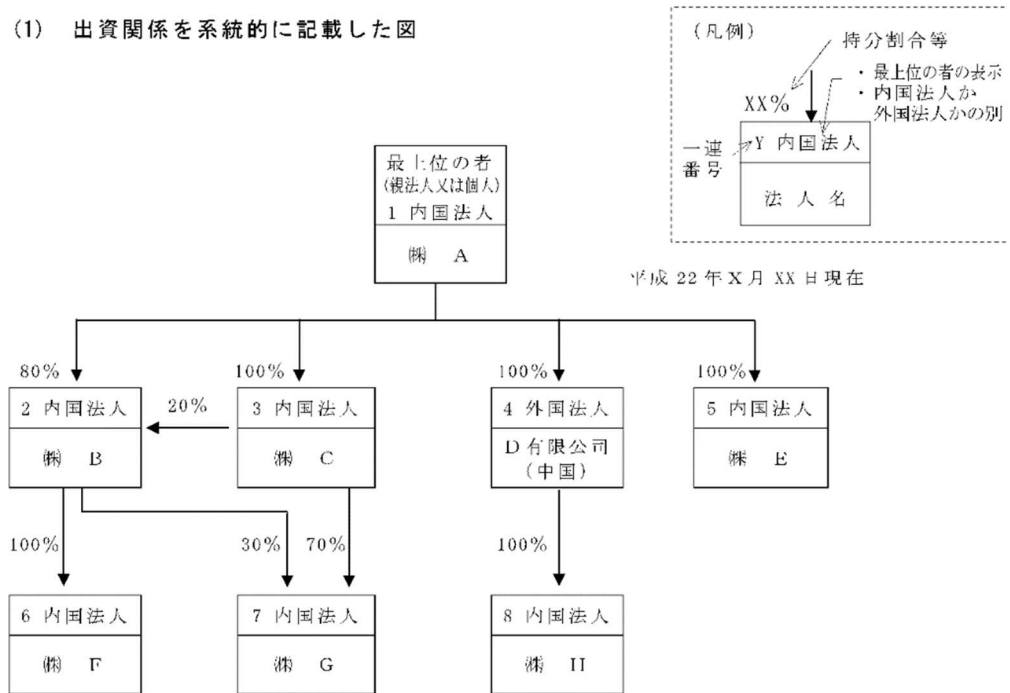 (1) 出資関係を系統的に記載した図
(凡例)
持分割合等
・最上位の者の表示
・内国法人か
外国法人かの別
XX%
一連
番号
Y 内国法人
法人名
最上位の者
(親法人又は個人)
1 内国法人
㈱ A
平成 22 年 X 月 XX 日現在
80%
100%
100%
100%
2 内国法人
20%
3 内国法人
4 外国法人
5 内国法人
㈱ B
㈱ C
D有限公司
(中国)
㈱ E
100%
30%
70%
100%
6 内国法人
7 内国法人
8 内国法人
㈱ F
㈱ G
㈱ H